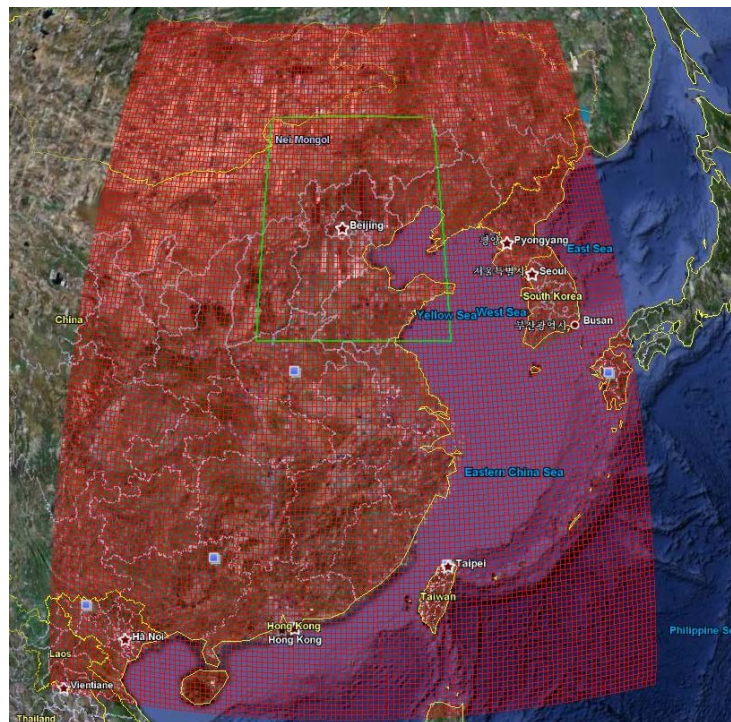 Nei Mongol
Beijing
평양 Pyongyang
East Sea
서울특별시 Seoul
South Korea
China
Yellow Sea
West Sea
부산광역시 Busan
Eastern China Sea
Taipei
Taiwan
Hong Kong
Hong Kong
Philippine Se
Hà Noi
Laos
Vientiane
Thailand